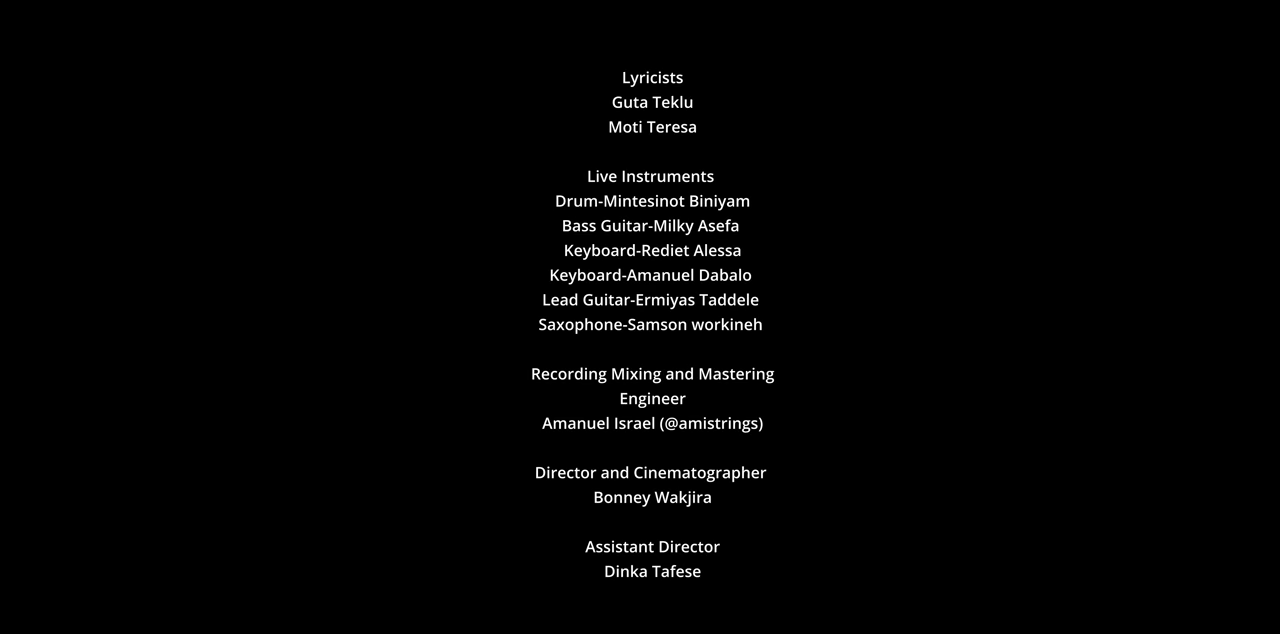 Lyricists
Guta Teklu
Moti Teresa
Live Instruments
Drum-Mintesinot Biniyam
Bass Guitar-Milky Asefa
Keyboard-Rediet Alessa
Keyboard-Amanuel Dabalo
Lead Guitar-Ermiyas Taddele
Saxophone-Samson workineh
Recording Mixing and Mastering
Engineer
Amanuel Israel (@amistrings)
Director and Cinematographer
Bonney Wakjira
Assistant Director
Dinka Tafese